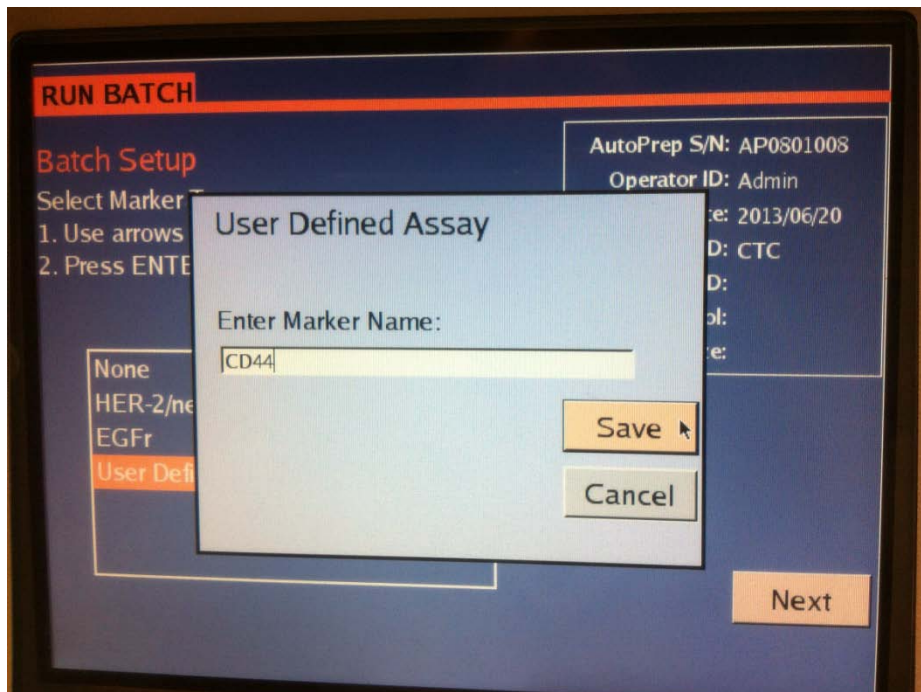 RUN BATCH
Batch Setup
Select Marker
1. Use arrows
2. Press ENTE
None
HER-2/ne
EGFr
User Defi
User Defined Assay
Enter Marker Name:
CD44
Save
Cancel
AutoPrep S/N: AP0801008
Operator ID: Admin
e: 2013/06/20
D: CTC
D:
ol:
e:
Next